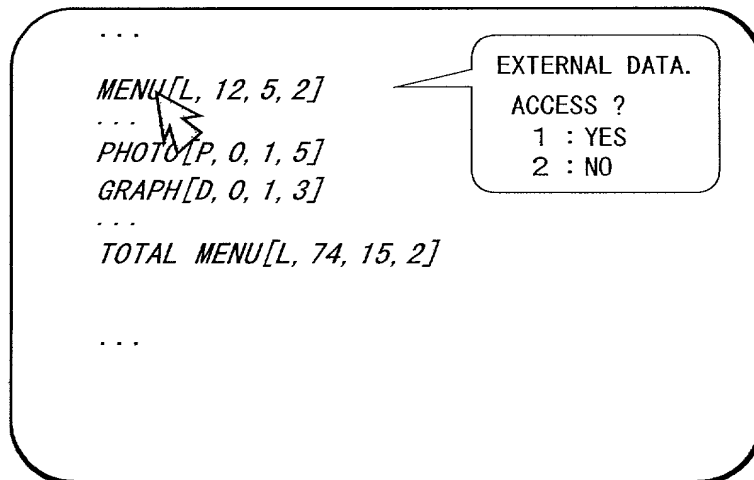 ...
MENU[L, 12, 5, 2]
...
PHOTO[P, 0, 1, 5]
GRAPH[D, 0, 1, 3]
...
TOTAL MENU[L, 74, 15, 2]
...
EXTERNAL DATA.
ACCESS ?
1 : YES
2 : NO